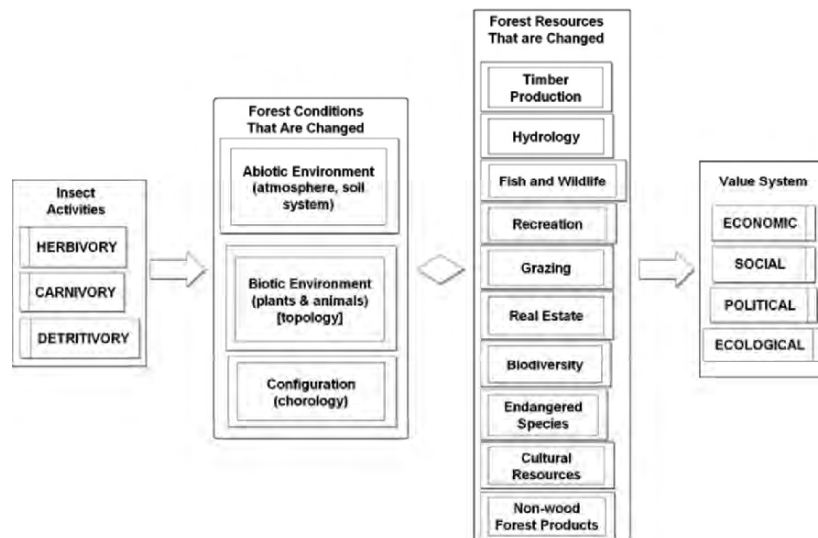 Insect
Activities
HERBIVORY
CARNIVORY
DETRITIVORY
Forest Conditions
That Are Changed
Abiotic Environment
(atmosphere, soil
system)
Biotic Environment
(plants & animals)
[topology]
Configuration
(chorology)
Forest Resources
That are Changed
Timber
Production
Hydrology
Fish and Wildlife
Recreation
Grazing
Real Estate
Biodiversity
Endangered
Species
Cultural
Resources
Non-wood
Forest Products
Value System
ECONOMIC
SOCIAL
POLITICAL
ECOLOGICAL